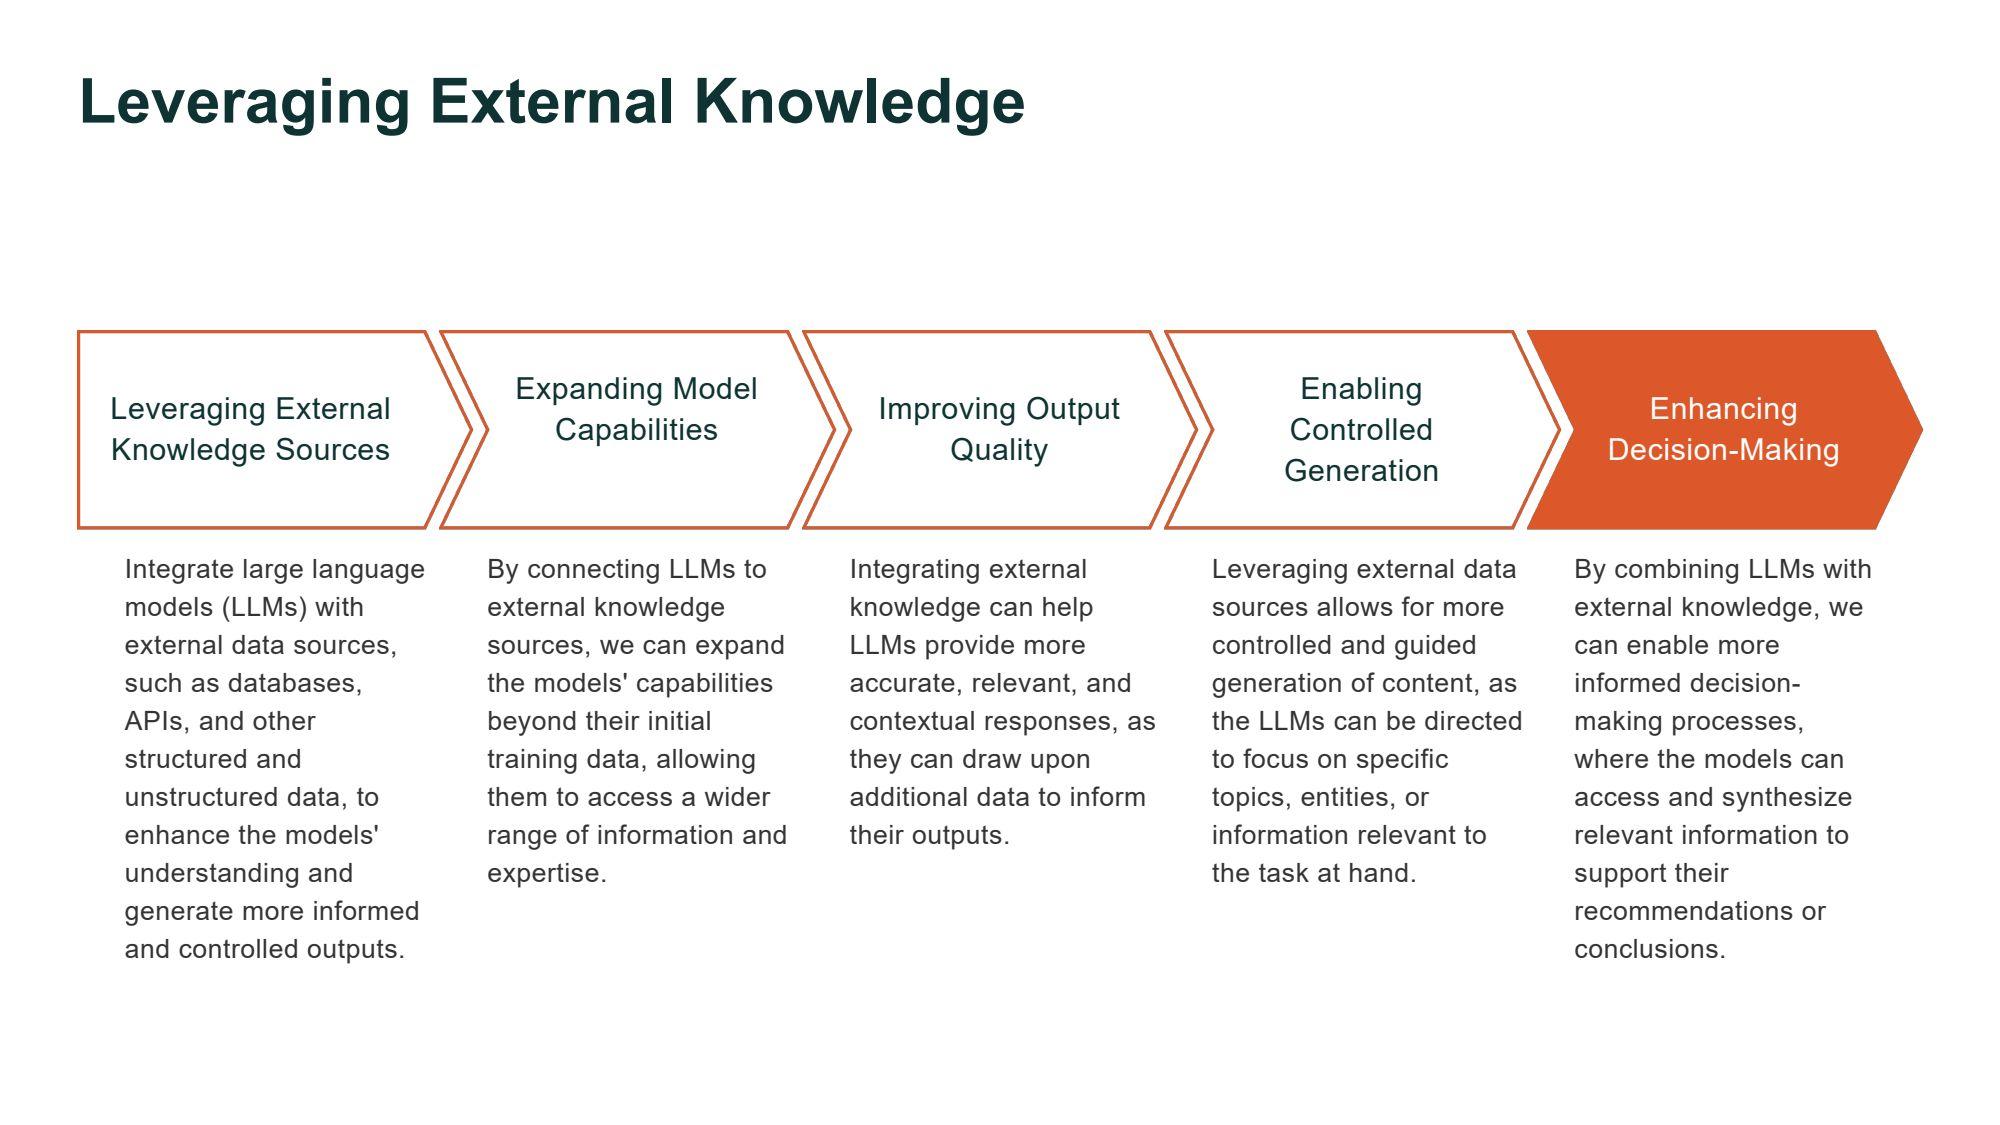 Leveraging External Knowledge
Leveraging External
Knowledge Sources
Expanding Model
Capabilities
Improving Output
Quality
Enabling
Controlled
Generation
Enhancing
Decision-Making
Integrate large language
models (LLMs) with
external data sources,
such as databases,
APIs, and other
structured and
unstructured data, to
enhance the models'
understanding and
generate more informed
and controlled outputs.
By connecting LLMs to
external knowledge
sources, we can expand
the models' capabilities
beyond their initial
training data, allowing
them to access a wider
range of information and
expertise.
Integrating external
knowledge can help
LLMs provide more
accurate, relevant, and
contextual responses, as
they can draw upon
additional data to inform
their outputs.
Leveraging external data
sources allows for more
controlled and guided
generation of content, as
the LLMs can be directed
to focus on specific
topics, entities, or
information relevant to
the task at hand.
By combining LLMs with
external knowledge, we
can enable more
informed decision-
making processes,
where the models can
access and synthesize
relevant information to
support their
recommendations or
conclusions.